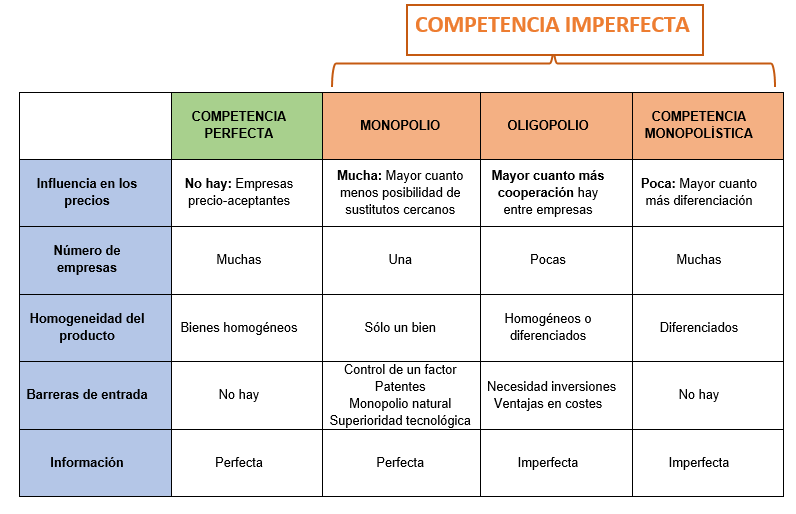 COMPETENCIA IMPERFECTA
COMPETENCIA
PERFECTA
MONOPOLIO
OLIGOPOLIO
COMPETENCIA
MONOPOLÍSTICA
Influencia en los
precios
No hay: Empresas
precio-aceptantes
Mucha: Mayor cuanto
menos posibilidad de
sustitutos cercanos
Mayor cuanto más
cooperación hay
entre empresas
Poca: Mayor cuanto
más diferenciación
Número de
empresas
Muchas
Una
Pocas
Muchas
Homogeneidad del
producto
Bienes homogéneos
Sólo un bien
Homogéneos o
diferenciados
Diferenciados
Barreras de entrada
No hay
Control de un factor
Patentes
Monopolio natural
Superioridad tecnológica
Necesidad inversiones
Ventajas en costes
No hay
Información
Perfecta
Perfecta
Imperfecta
Imperfecta